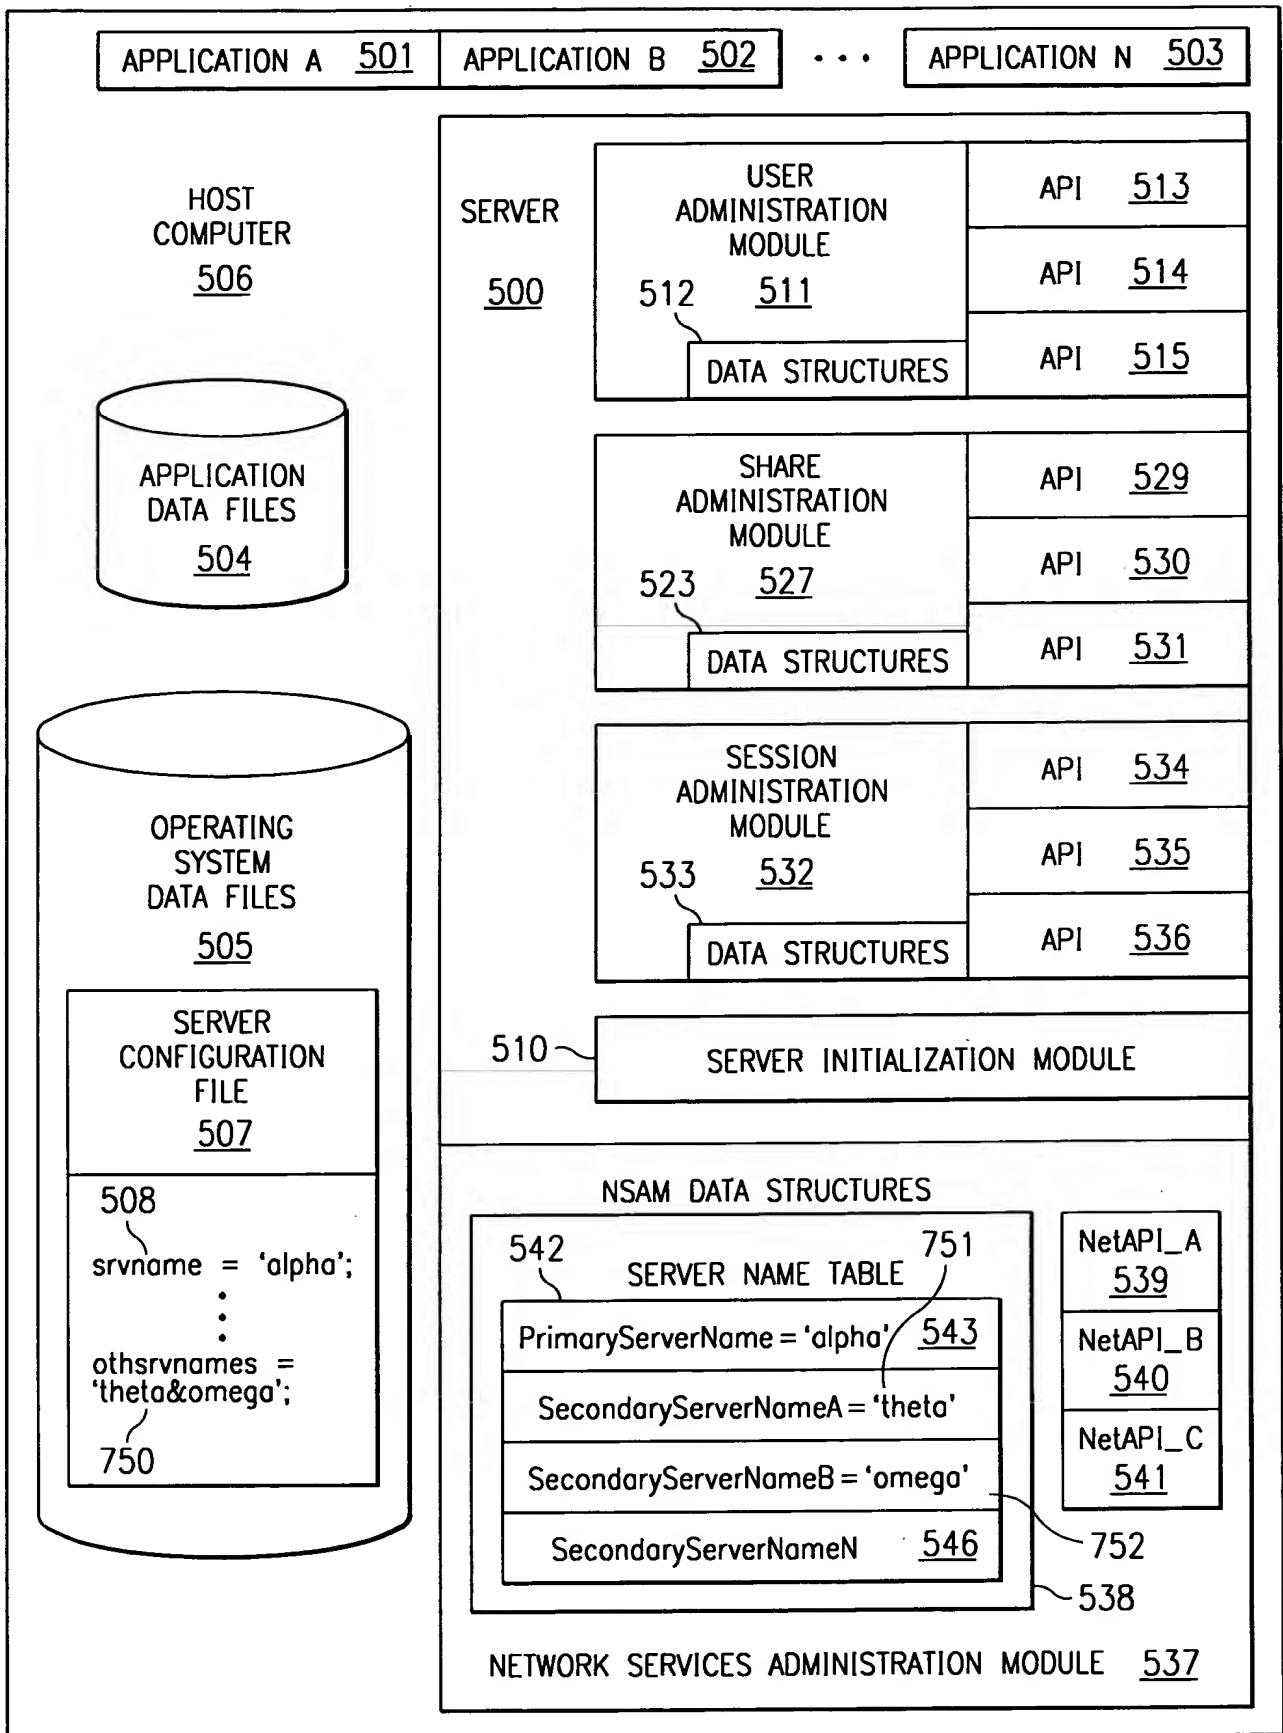 APPLICATION A 501
APPLICATION B 502
• • •
APPLICATION N 503
HOST
COMPUTER
506
APPLICATION
DATA FILES
504
OPERATING
SYSTEM
DATA FILES
505
SERVER
CONFIGURATION
FILE
507
508
srvname = 'alpha';
•
•
•
othsrvnames =
'theta&omega';
750
SERVER
500
USER
ADMINISTRATION
MODULE
511
512
DATA STRUCTURES
API 513
API 514
API 515
SHARE
ADMINISTRATION
MODULE
527
523
DATA STRUCTURES
API 529
API 530
API 531
SESSION
ADMINISTRATION
MODULE
532
533
DATA STRUCTURES
API 534
API 535
API 536
510
SERVER INITIALIZATION MODULE
NSAM DATA STRUCTURES
542
751
SERVER NAME TABLE
PrimaryServerName = 'alpha' 543
SecondaryServerNameA = 'theta'
SecondaryServerNameB = 'omega'
752
SecondaryServerNameN 546
538
NetAPI_A
539
NetAPI_B
540
NetAPI_C
541
NETWORK SERVICES ADMINISTRATION MODULE 537